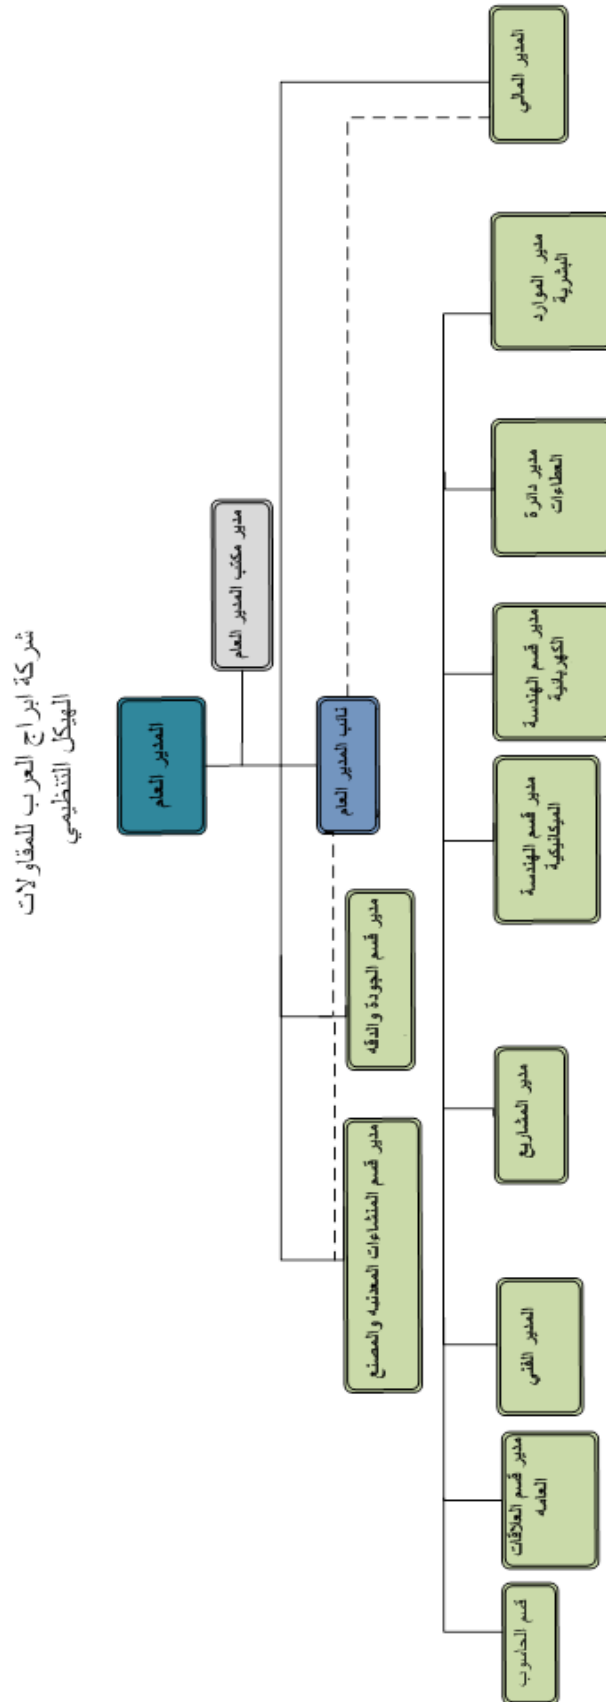 شركة ابراج العرب للمقاولات
الهيكل التنظيمي
المدير العام
مدير مكتب المدير العام
نائب المدير العام
المدير المالي
مدير قسم الجودة والدقه
مدير قسم المنشاءات المعدنيه والمصنع
مدير الموارد
البشرية
مدير دائرة
العطاءات
مدير قسم الهندسة
الكهربائية
مدير قسم الهندسة
الميكانيكية
مدير المشاريع
المدير الفني
مدير قسم العلاقات
العامه
قسم الحاسوب